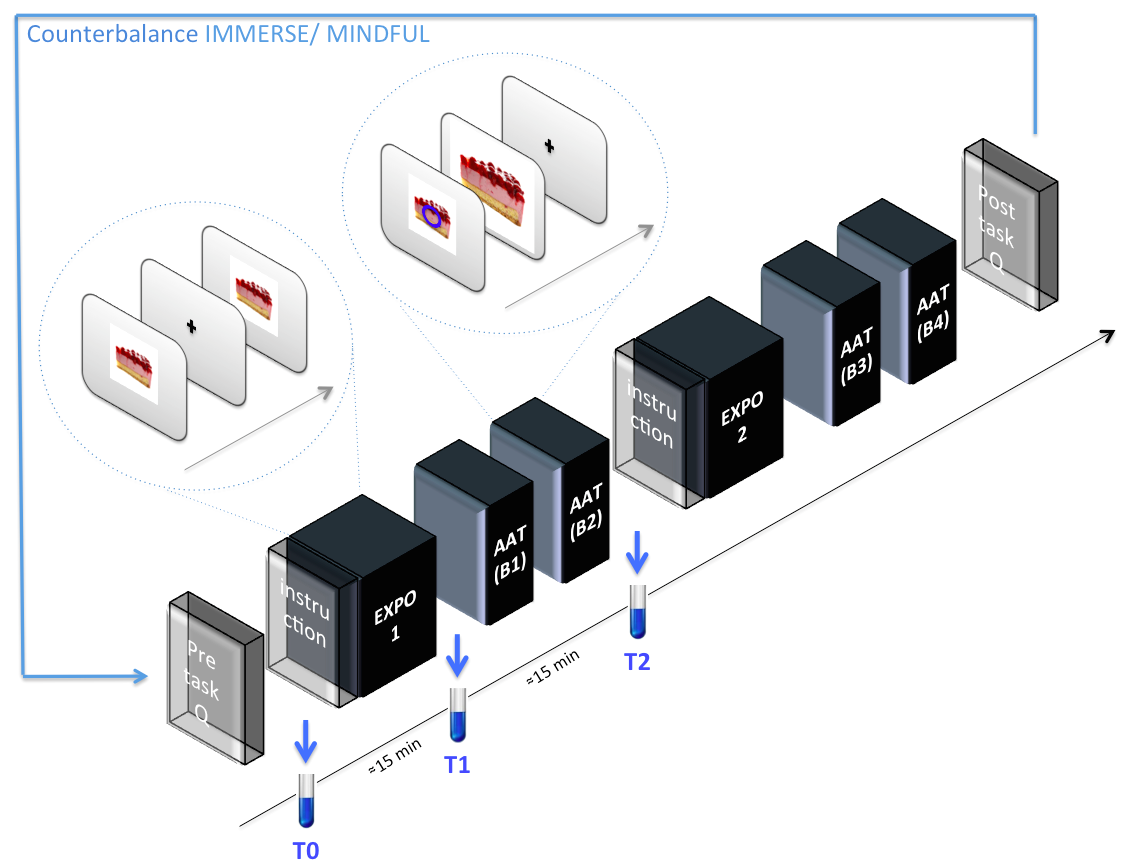 Counterbalance IMMERSE/ MINDFUL
Pre
task
Q
instru
ction
EXPO
1
AAT
(B1)
AAT
(B2)
instru
ction
EXPO
2
AAT
(B3)
AAT
(B4)
Post
task
Q
T0
≈15 min
T1
≈15 min
T2